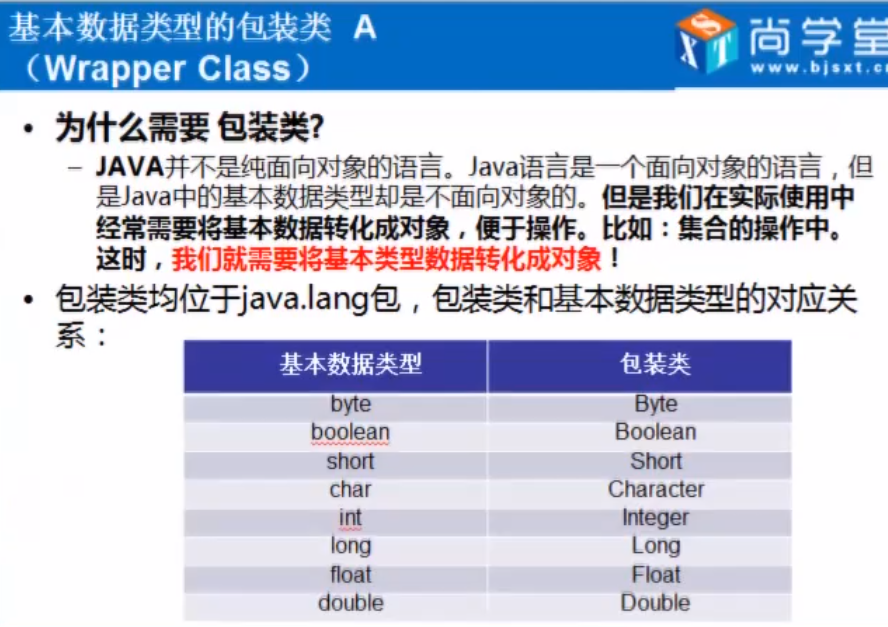 基本数据类型的包装类 A
（Wrapper Class）
XST 尚学堂
www.bjsxt.c
• 为什么需要 包装类?
– JAVA并不是纯面向对象的语言。Java语言是一个面向对象的语言，但
是Java中的基本数据类型却是不面向对象的。但是我们在实际使用中
经常需要将基本数据转化成对象，便于操作。比如：集合的操作中。
这时，我们就需要将基本类型数据转化成对象！
• 包装类均位于java.lang包，包装类和基本数据类型的对应关
系：
基本数据类型 包装类
byte Byte
boolean Boolean
short Short
char Character
int Integer
long Long
float Float
double Double